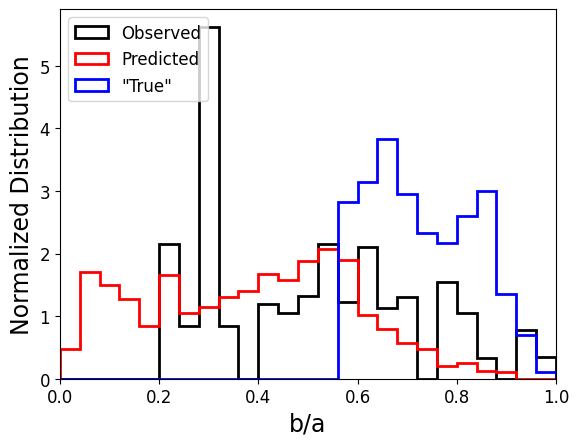 Observed
Predicted
"True"
Normalized Distribution
5
4
3
2
1
0
0.0 0.2 0.4 0.6 0.8 1.0
b/a